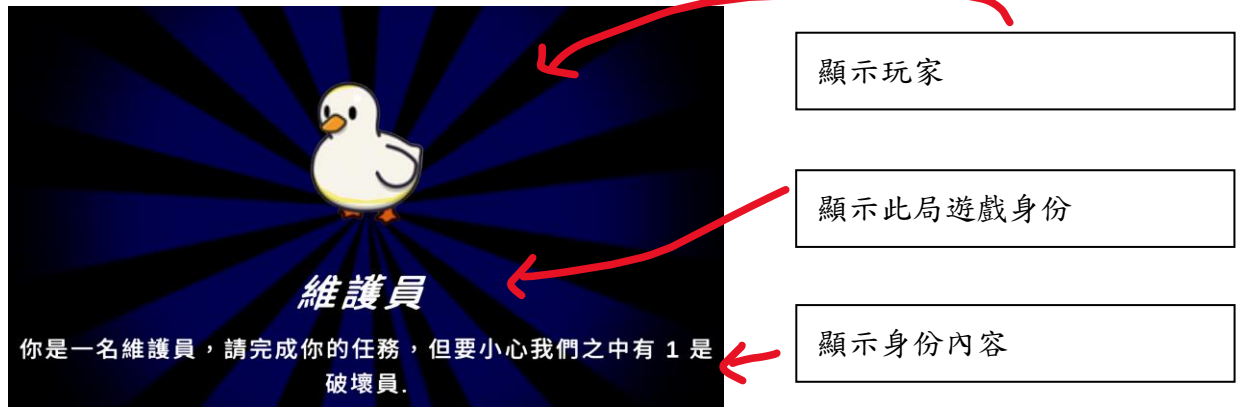 顯示玩家
顯示此局遊戲身份
維護員
你是一名維護員，請完成你的任務，但要小心我們之中有 1 是
破壞員.
顯示身份內容